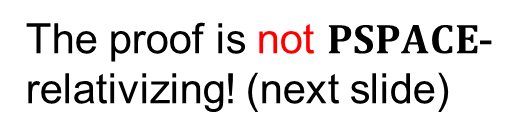 The proof is not PSPACE-
relativizing! (next slide)